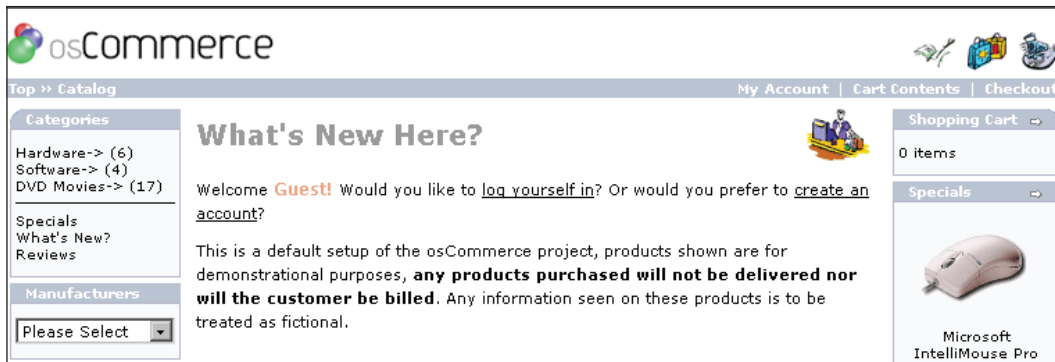 osCommerce
Top >> Catalog
My Account | Cart Contents | Checkout
Categories
Hardware-> (6)
Software-> (4)
DVD Movies-> (17)
Specials
What's New?
Reviews
Manufacturers
Please Select
What's New Here?
Welcome Guest! Would you like to log yourself in? Or would you prefer to create an
account?
This is a default setup of the osCommerce project, products shown are for
demonstrational purposes, any products purchased will not be delivered nor
will the customer be billed. Any information seen on these products is to be
treated as fictional.
Shopping Cart
0 items
Specials
Microsoft
IntelliMouse Pro